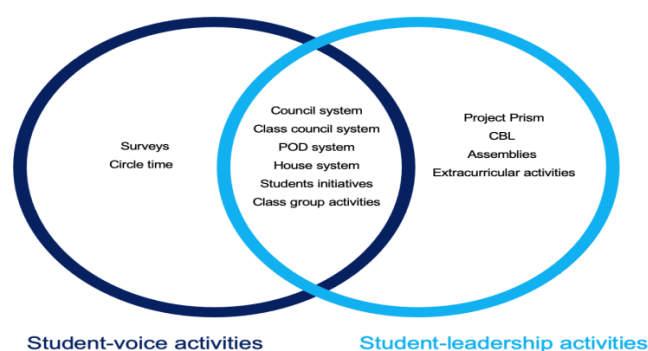 Surveys
Circle time
Council system
Class council system
POD system
House system
Students initiatives
Class group activities
Project Prism
CBL
Assemblies
Extracurricular activities
Student-voice activities
Student-leadership activities